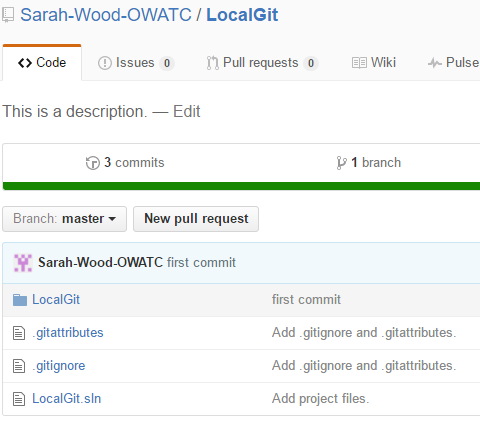 Sarah-Wood-OWATC / LocalGit
Code Issues 0 Pull requests 0 Wiki Pulse
This is a description. — Edit
3 commits 1 branch
Branch: master New pull request
Sarah-Wood-OWATC first commit
LocalGit first commit
.gitattributes Add .gitignore and .gitattributes.
.gitignore Add .gitignore and .gitattributes.
LocalGit.sln Add project files.